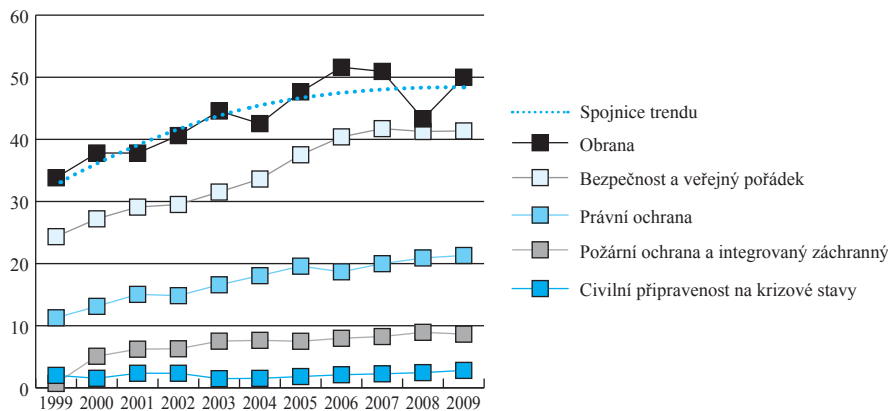 60
50
40
30
20
10
0
1999 2000 2001 2002 2003 2004 2005 2006 2007 2008 2009
Spojnice trendu
Obrana
Bezpečnost a veřejný pořádek
Právní ochrana
Požární ochrana a integrovaný záchranný
Civilní připravenost na krizové stavy